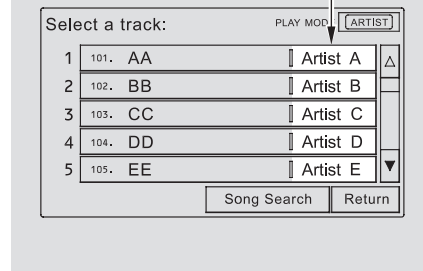 Select a track: PLAY MOD ARTIST
1 101. AA Artist A
2 102. BB Artist B
3 103. CC Artist C
4 104. DD Artist D
5 105. EE Artist E
Song Search Return